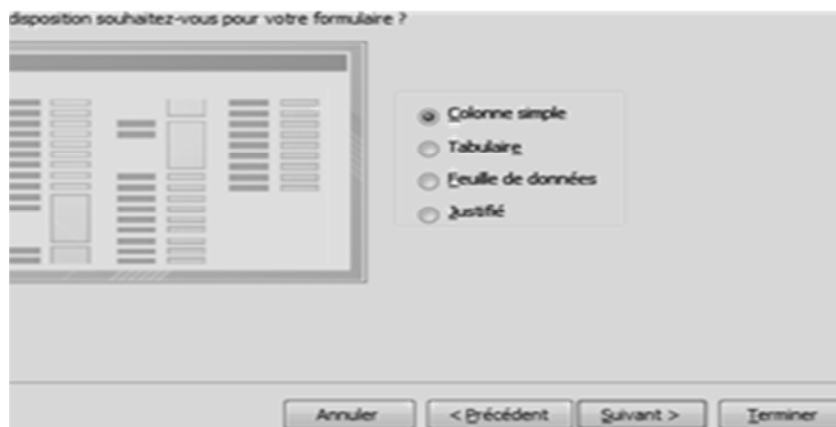 disposition souhaitez-vous pour votre formulaire ?
Colonne simple
Tabulaire
Feuille de données
Justifié
Annuler
< Précédent
Suivant >
Terminer